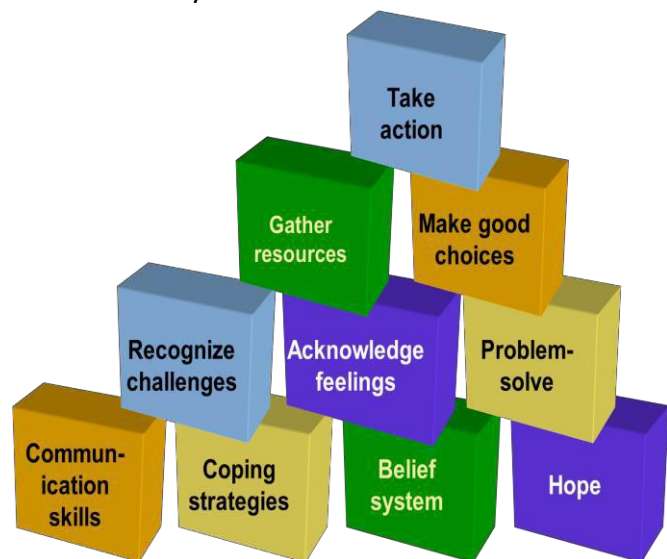 Take
action
Gather
resources
Make good
choices
Recognize
challenges
Acknowledge
feelings
Problem-
solve
Commun-
ication
skills
Coping
strategies
Belief
system
Hope